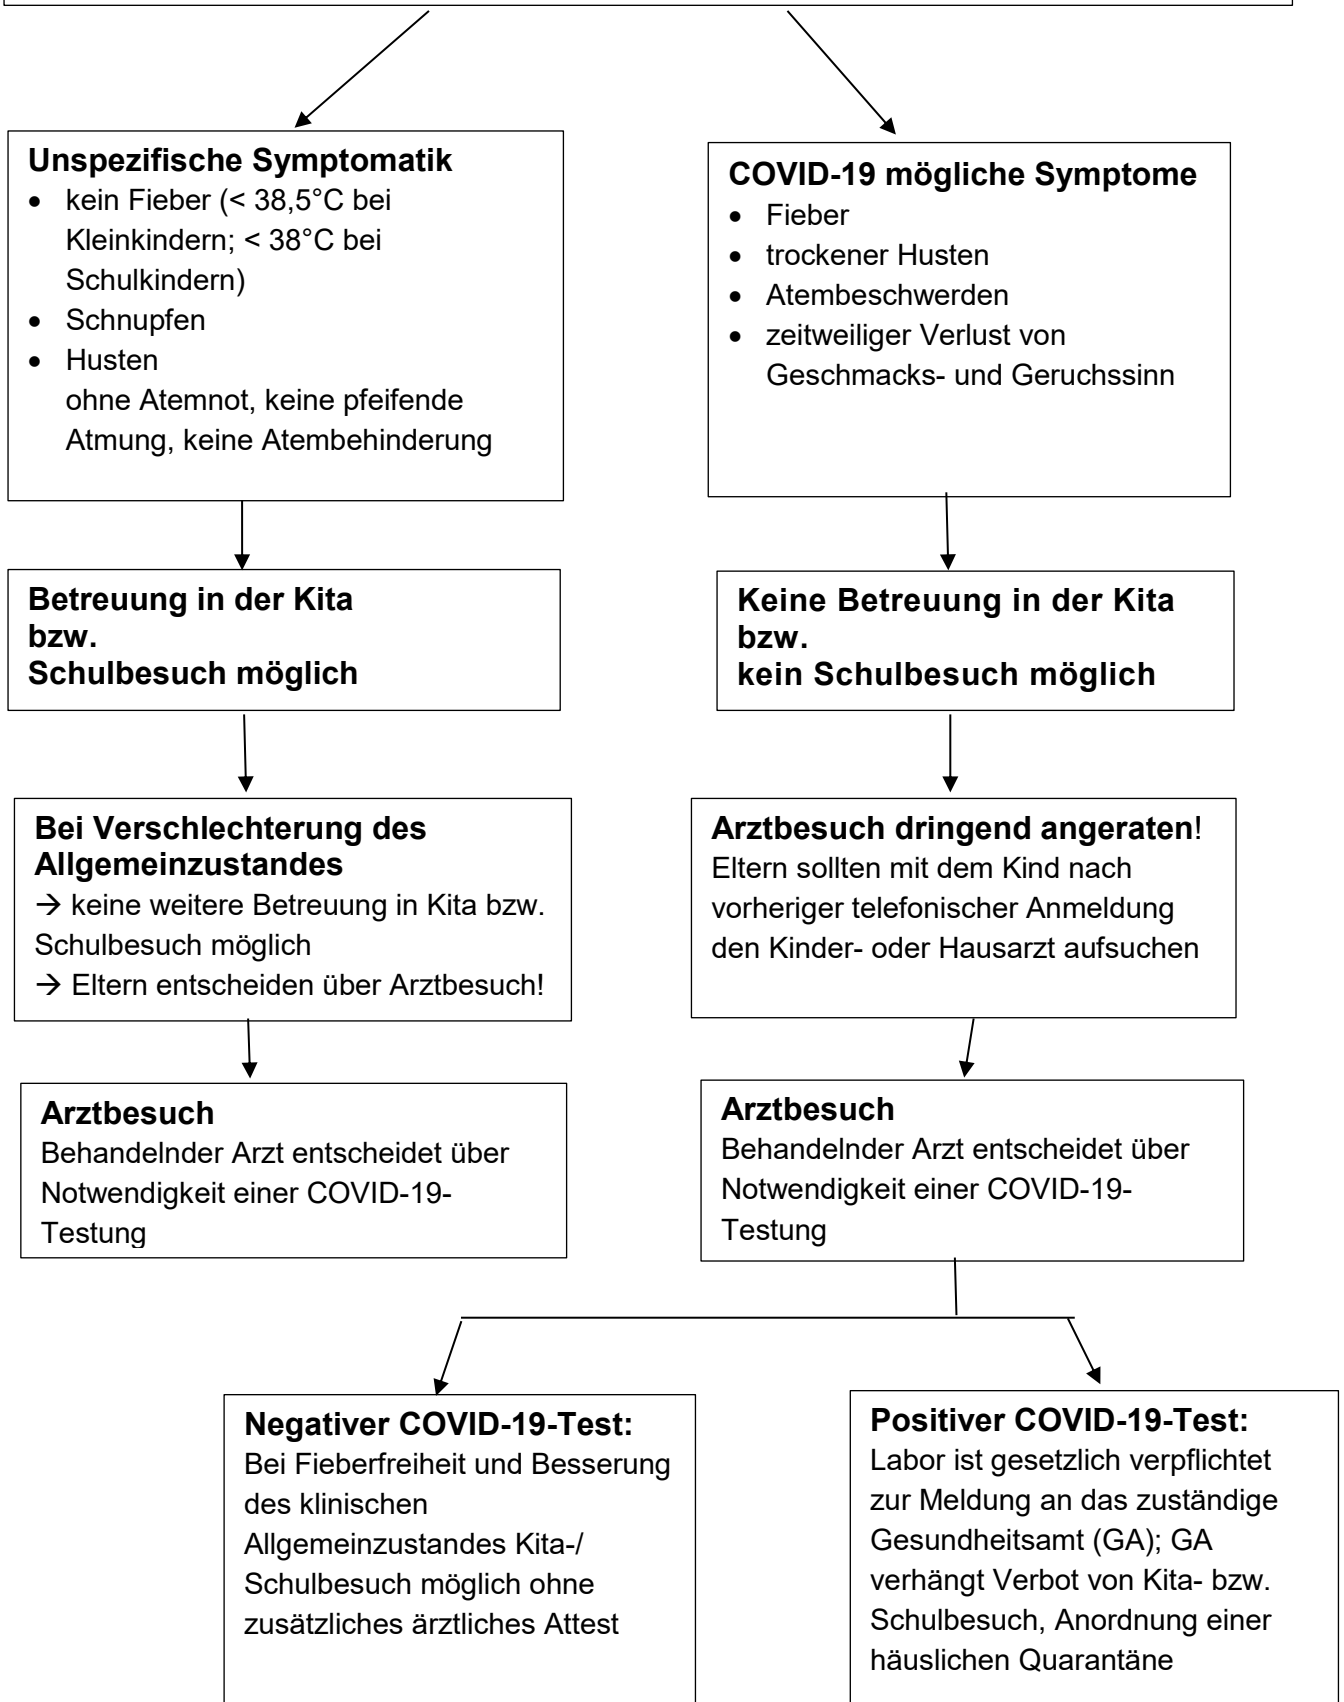 Unspezifische Symptomatik
• kein Fieber (< 38,5°C bei
Kleinkindern; < 38°C bei
Schulkindern)
• Schnupfen
• Husten
ohne Atemnot, keine pfeifende
Atmung, keine Atembehinderung
COVID-19 mögliche Symptome
• Fieber
• trockener Husten
• Atembeschwerden
• zeitweiliger Verlust von
Geschmacks- und Geruchssinn
Betreuung in der Kita
bzw.
Schulbesuch möglich
Keine Betreuung in der Kita
bzw.
kein Schulbesuch möglich
Bei Verschlechterung des
Allgemeinzustandes
→ keine weitere Betreuung in Kita bzw.
Schulbesuch möglich
→ Eltern entscheiden über Arztbesuch!
Arztbesuch dringend angeraten!
Eltern sollten mit dem Kind nach
vorheriger telefonischer Anmeldung
den Kinder- oder Hausarzt aufsuchen
Arztbesuch
Behandelnder Arzt entscheidet über
Notwendigkeit einer COVID-19-
Testung
Arztbesuch
Behandelnder Arzt entscheidet über
Notwendigkeit einer COVID-19-
Testung
Negativer COVID-19-Test:
Bei Fieberfreiheit und Besserung
des klinischen
Allgemeinzustandes Kita-/
Schulbesuch möglich ohne
zusätzliches ärztliches Attest
Positiver COVID-19-Test:
Labor ist gesetzlich verpflichtet
zur Meldung an das zuständige
Gesundheitsamt (GA); GA
verhängt Verbot von Kita- bzw.
Schulbesuch, Anordnung einer
häuslichen Quarantäne